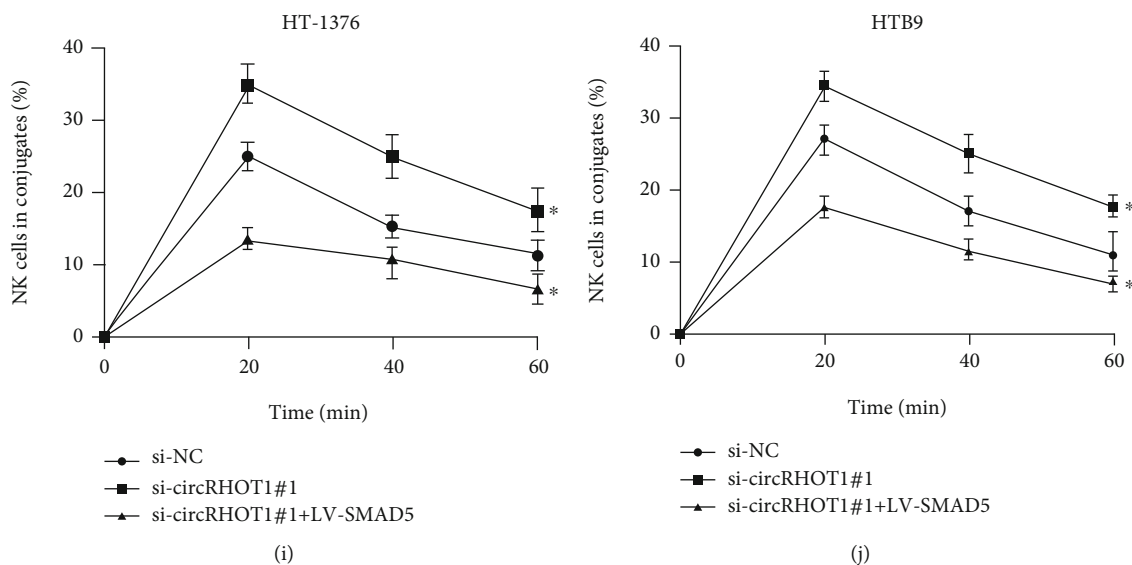 HT-1376
NK cells in conjugates (%)
40
30
20
10
0
0 20 40 60
Time (min)
*
*
si-NC
si-circRHOT1#1
si-circRHOT1#1+LV-SMAD5
(i)
HTB9
NK cells in conjugates (%)
40
30
20
10
0
0 20 40 60
Time (min)
*
*
si-NC
si-circRHOT1#1
si-circRHOT1#1+LV-SMAD5
(j)